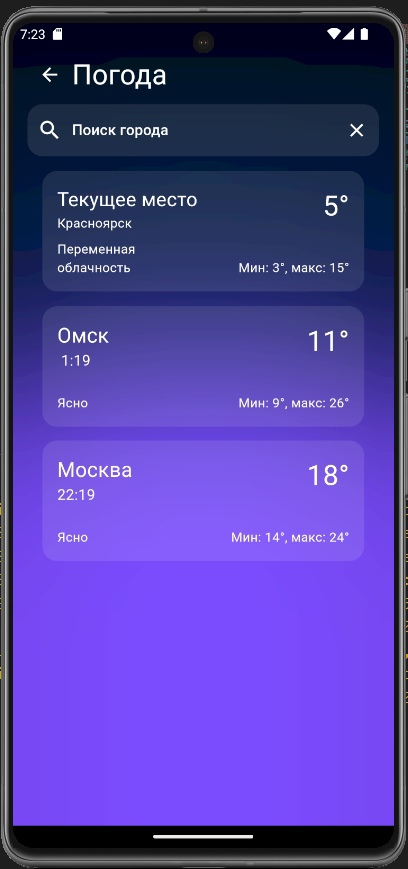 7:23
Погода
Поиск города
Текущее место
5°
Красноярск
Переменная
облачность
Мин: 3°, макс: 15°
Омск
11°
1:19
Ясно
Мин: 9°, макс: 26°
Москва
18°
22:19
Ясно
Мин: 14°, макс: 24°